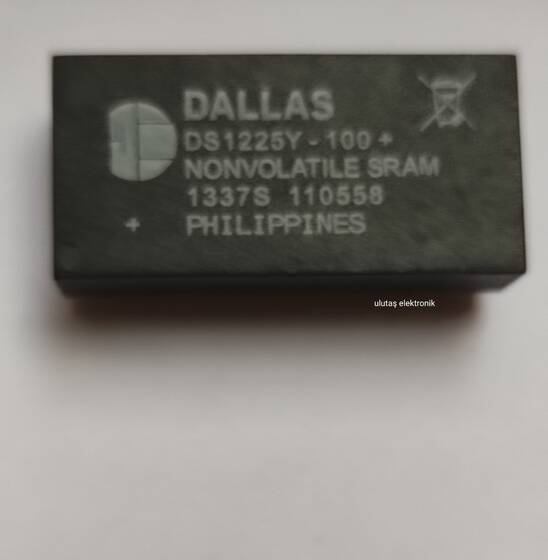 DALLAS
DS1225Y-100+
NONVOLATILE SRAM
1337S 110558
+
PHILIPPINES
ulutaş elektronik